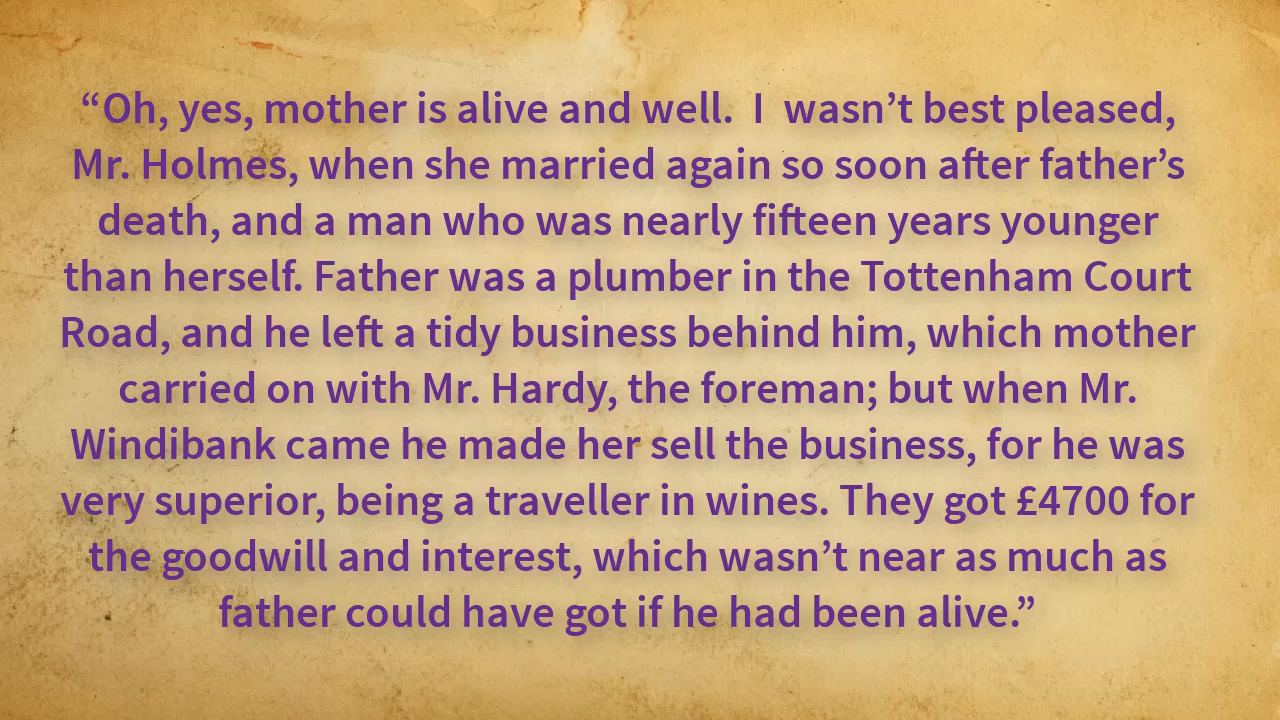 “Oh, yes, mother is alive and well.  I  wasn’t best pleased,
Mr. Holmes, when she married again so soon after father’s
death, and a man who was nearly fifteen years younger
than herself. Father was a plumber in the Tottenham Court
Road, and he left a tidy business behind him, which mother
carried on with Mr. Hardy, the foreman; but when Mr.
Windibank came he made her sell the business, for he was
very superior, being a traveller in wines. They got £4700 for
the goodwill and interest, which wasn’t near as much as
father could have got if he had been alive.”